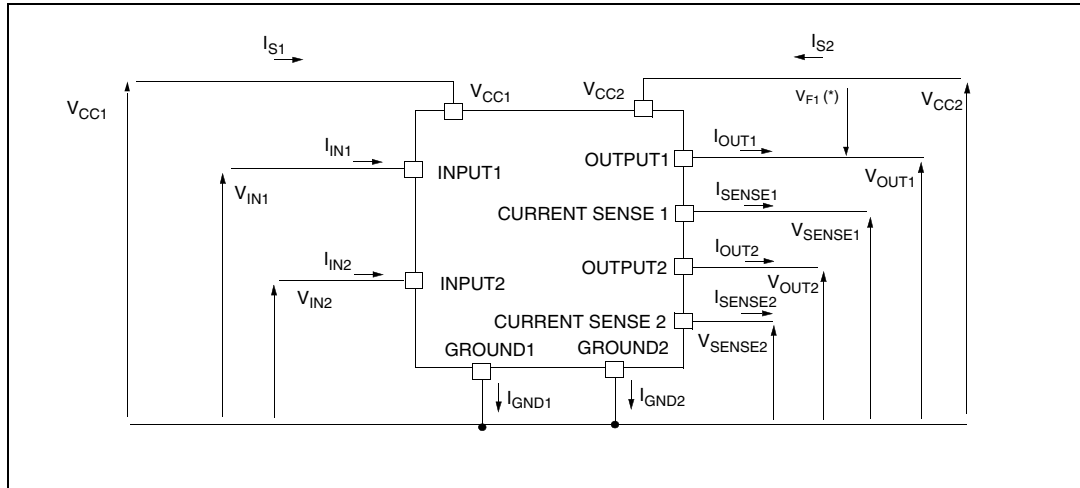 I_S1
I_S2
V_CC1
V_CC1
V_CC2
V_F1 (*)
V_CC2
I_IN1
INPUT1
V_IN1
OUTPUT1
I_OUT1
V_OUT1
CURRENT SENSE 1
I_SENSE1
V_SENSE1
I_IN2
INPUT2
V_IN2
OUTPUT2
I_OUT2
V_OUT2
CURRENT SENSE 2
I_SENSE2
V_SENSE2
GROUND1
GROUND2
I_GND1
I_GND2